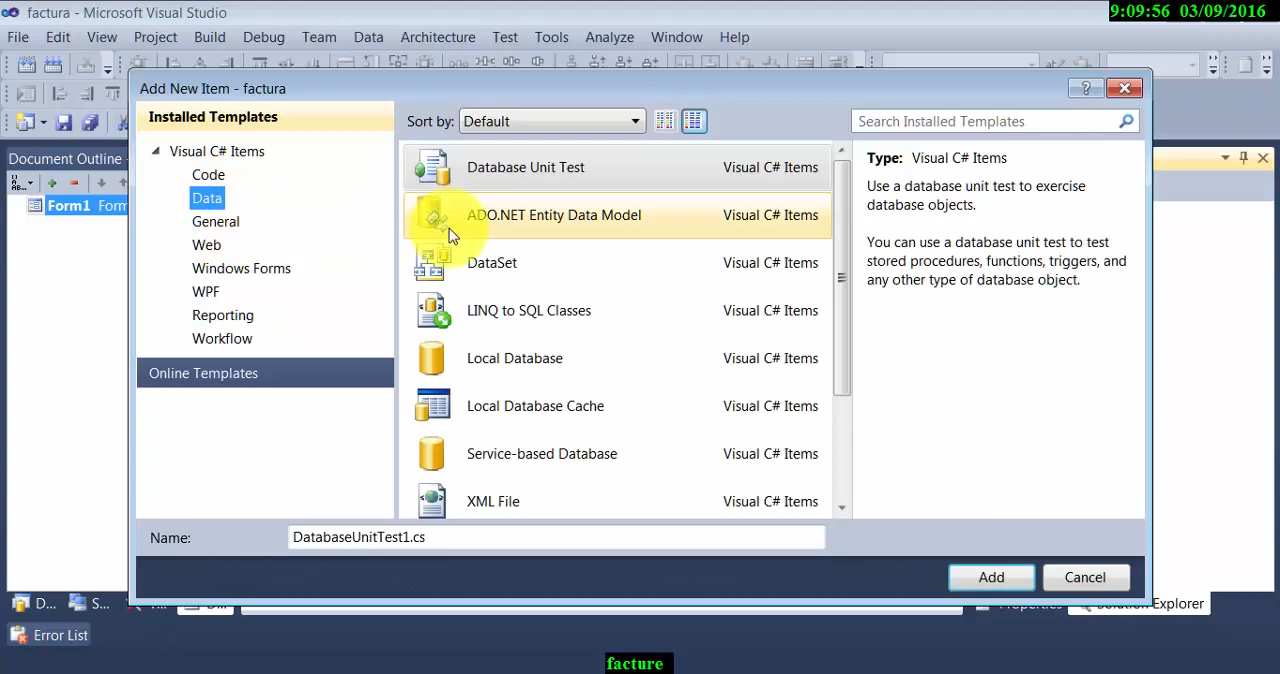 factura - Microsoft Visual Studio
9:09:56 03/09/2016
File Edit View Project Build Debug Team Data Architecture Test Tools Analyze Window Help
Add New Item - factura
Installed Templates
Sort by: Default
Search Installed Templates
Document Outline
Form1 Form
Visual C# Items
Code
Data
General
Web
Windows Forms
WPF
Reporting
Workflow
Online Templates
Database Unit Test Visual C# Items
ADO.NET Entity Data Model Visual C# Items
DataSet Visual C# Items
LINQ to SQL Classes Visual C# Items
Local Database Visual C# Items
Local Database Cache Visual C# Items
Service-based Database Visual C# Items
XML File Visual C# Items
Type: Visual C# Items
Use a database unit test to exercise
database objects.
You can use a database unit test to test
stored procedures, functions, triggers, and
any other type of database object.
Name: DatabaseUnitTest1.cs
Add Cancel
D... S... Properties Solution Explorer
Error List
facture